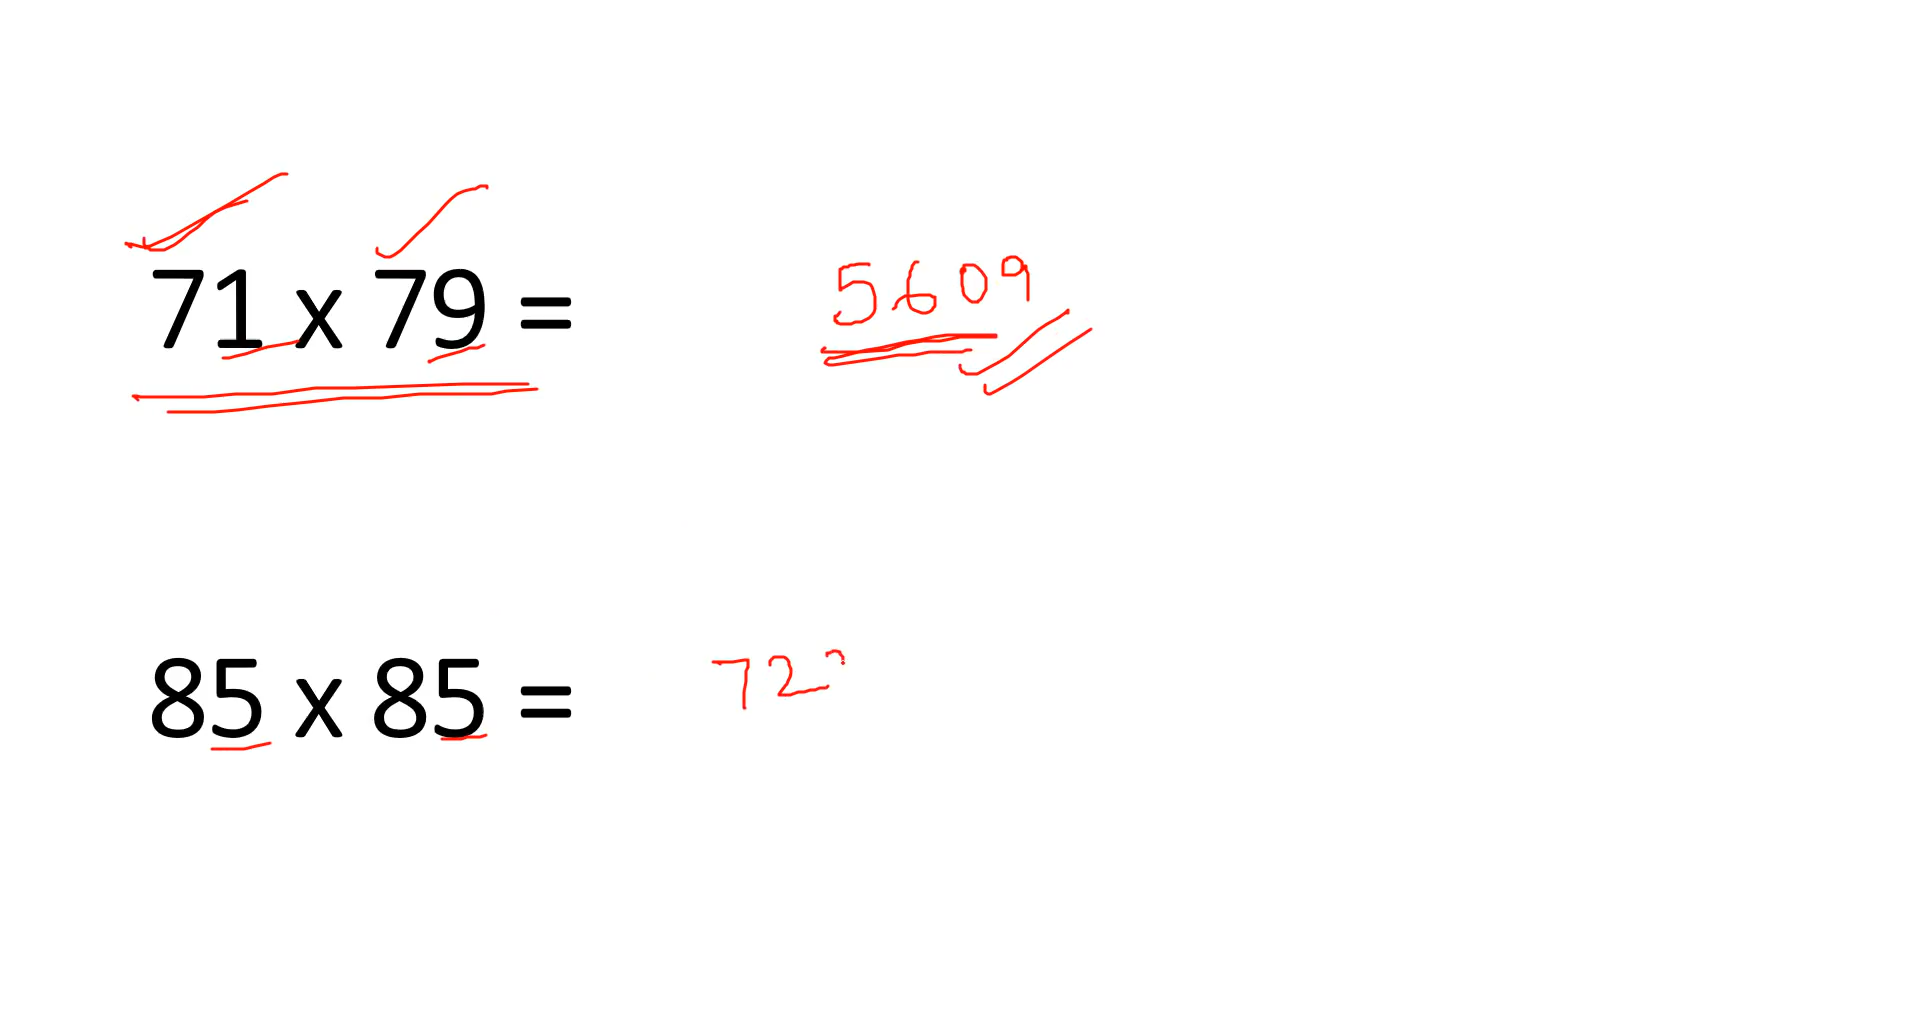 71 x 79 = 5609
85 x 85 = 72